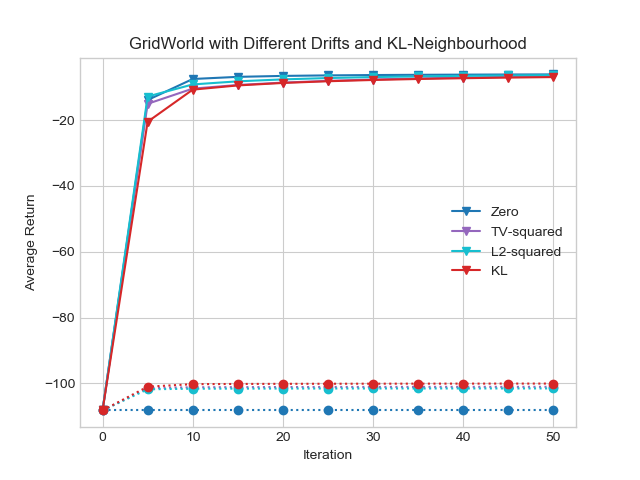 GridWorld with Different Drifts and KL-Neighbourhood
−20
−40
−60
−80
−100
Average Return
Zero
TV-squared
L2-squared
KL
0
10
20
30
40
50
Iteration